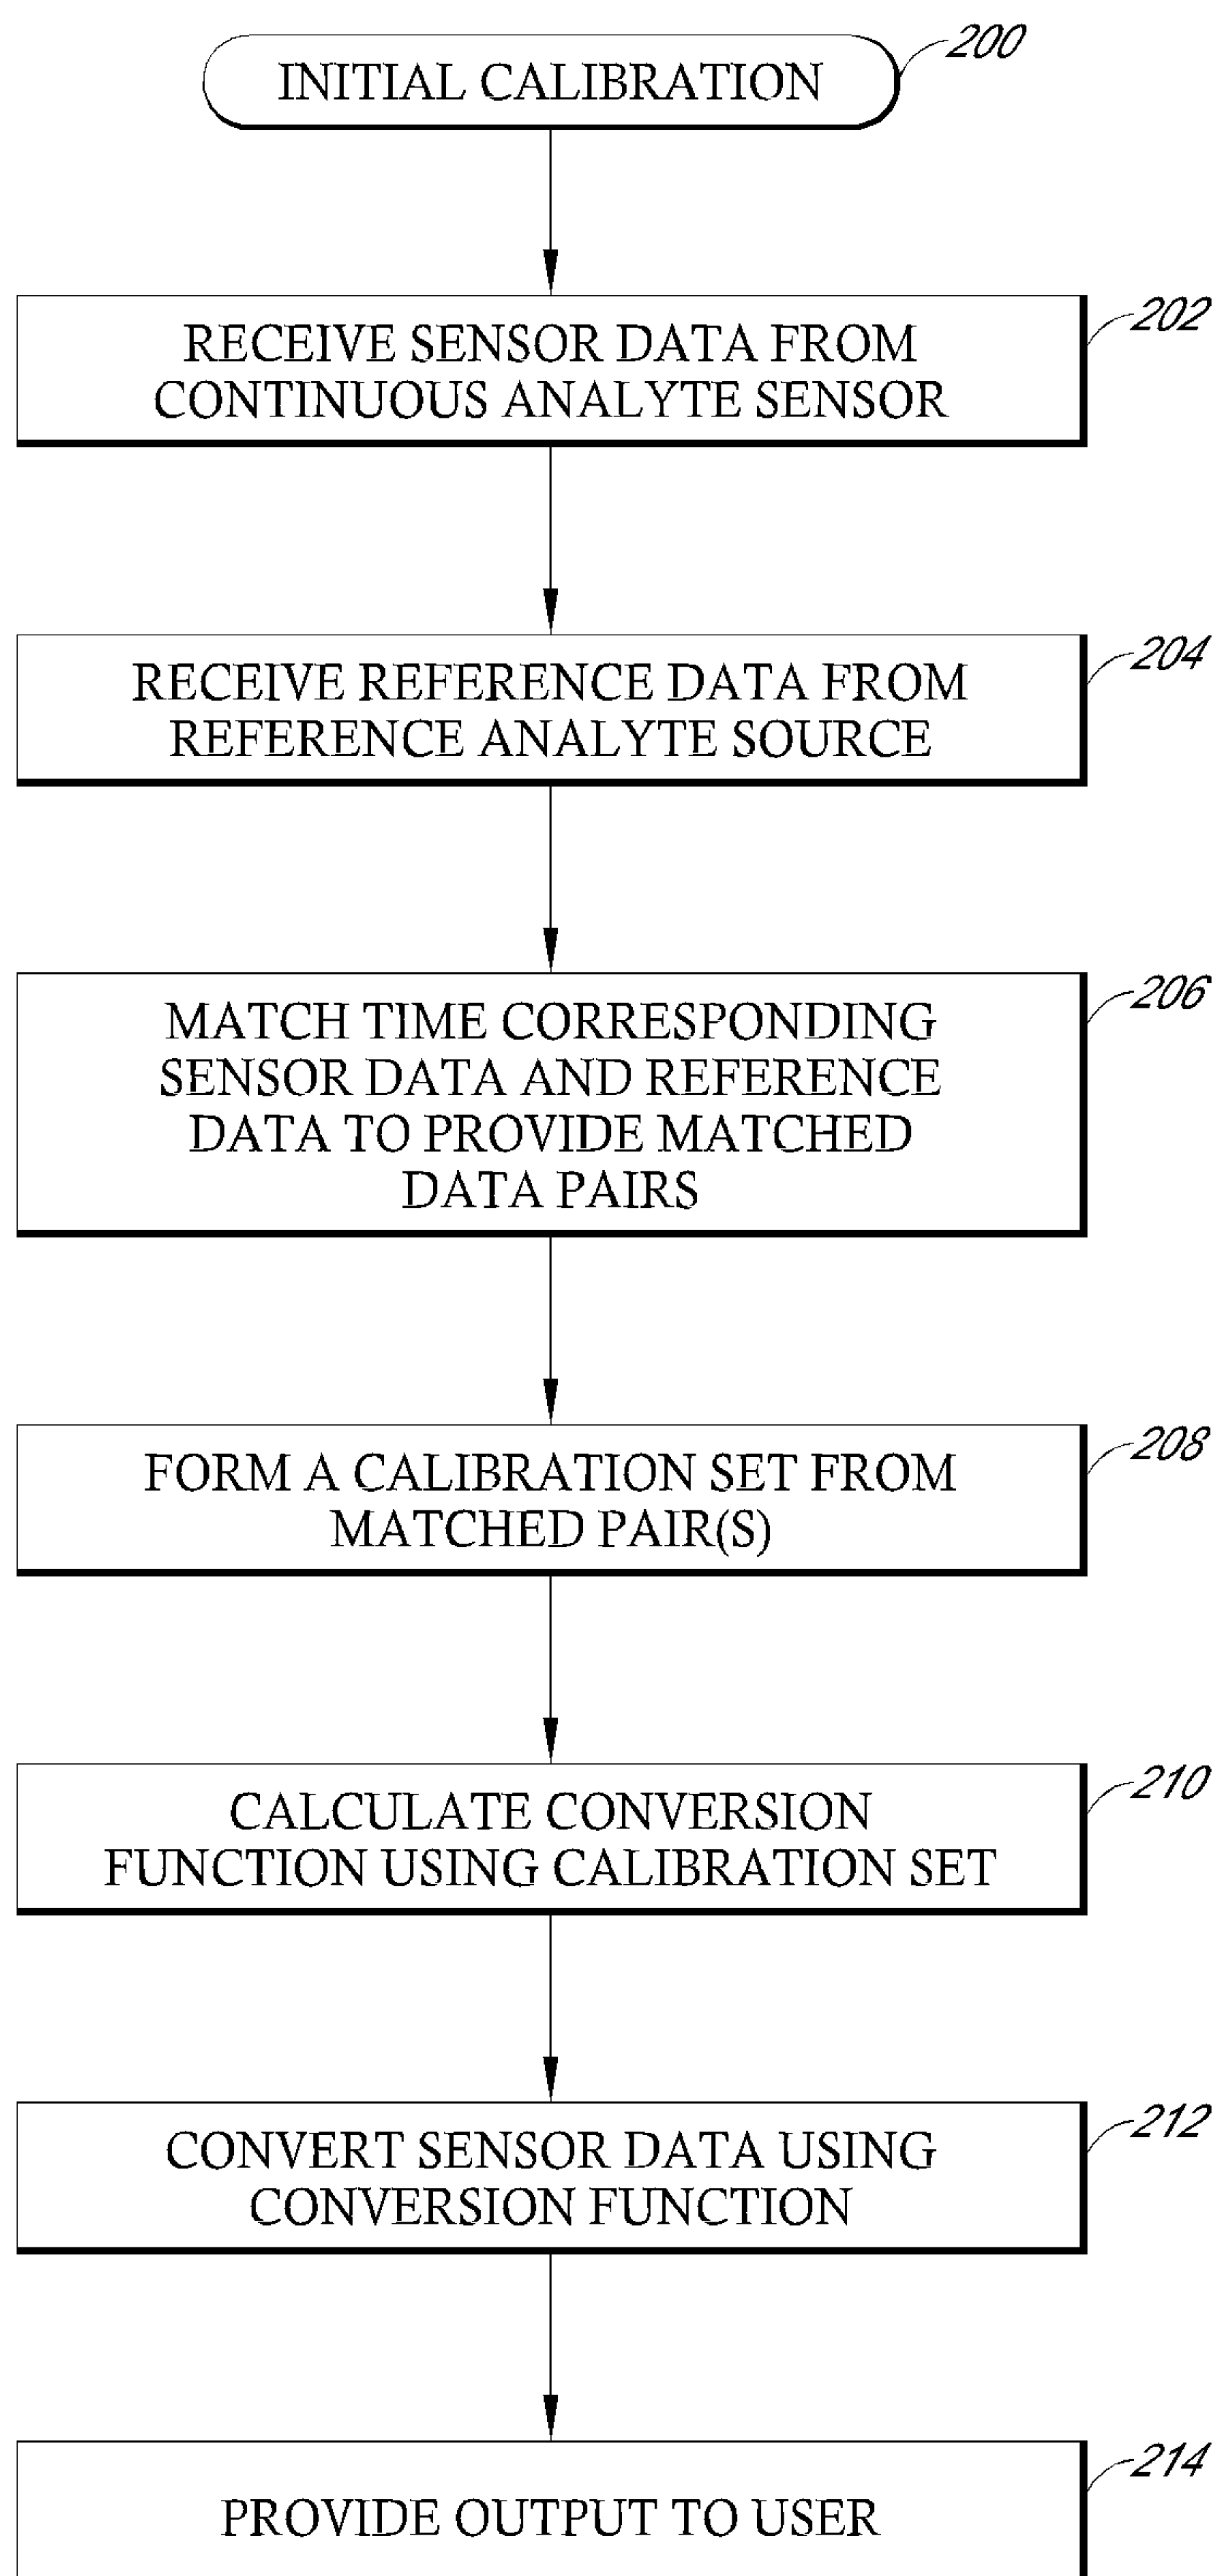 INITIAL CALIBRATION
200
RECEIVE SENSOR DATA FROM
CONTINUOUS ANALYTE SENSOR
202
RECEIVE REFERENCE DATA FROM
REFERENCE ANALYTE SOURCE
204
MATCH TIME CORRESPONDING
SENSOR DATA AND REFERENCE
DATA TO PROVIDE MATCHED
DATA PAIRS
206
FORM A CALIBRATION SET FROM
MATCHED PAIR(S)
208
CALCULATE CONVERSION
FUNCTION USING CALIBRATION SET
210
CONVERT SENSOR DATA USING
CONVERSION FUNCTION
212
PROVIDE OUTPUT TO USER
214